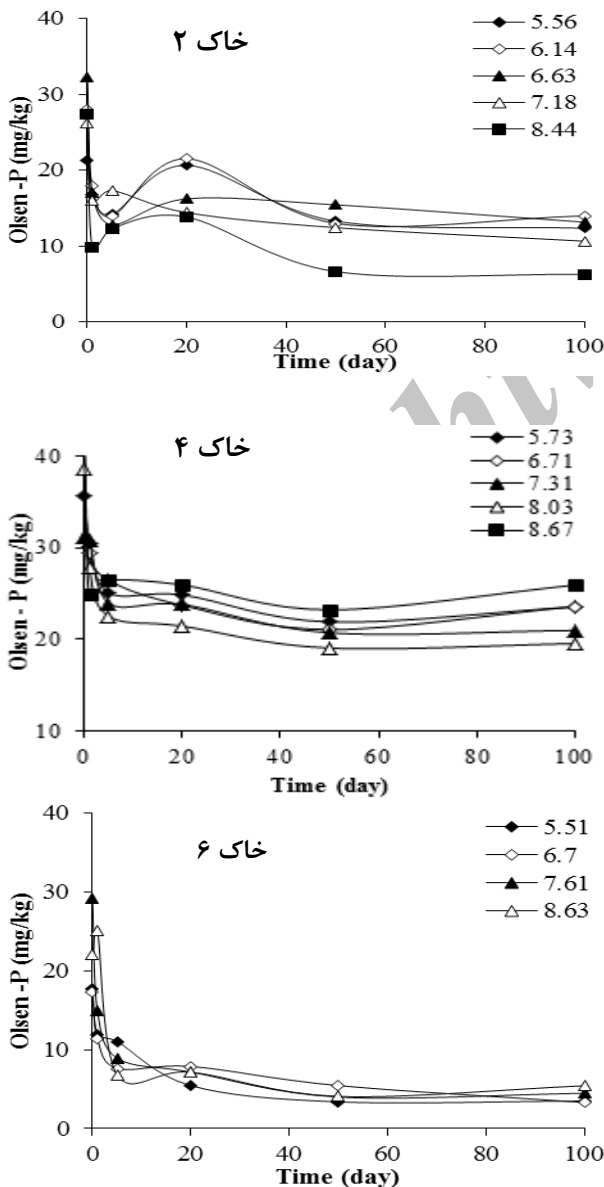 خاک ۲
5.56
6.14
6.63
7.18
8.44
Olsen -P (mg/kg)
40
30
20
10
0
0 20 40 60 80 100
Time (day)
خاک ۴
5.73
6.71
7.31
8.03
8.67
Olsen - P (mg/kg)
40
30
20
10
0 20 40 60 80 100
Time (day)
خاک ۶
5.51
6.7
7.61
8.63
Olsen -P (mg/kg)
40
30
20
10
0
0 20 40 60 80 100
Time (day)